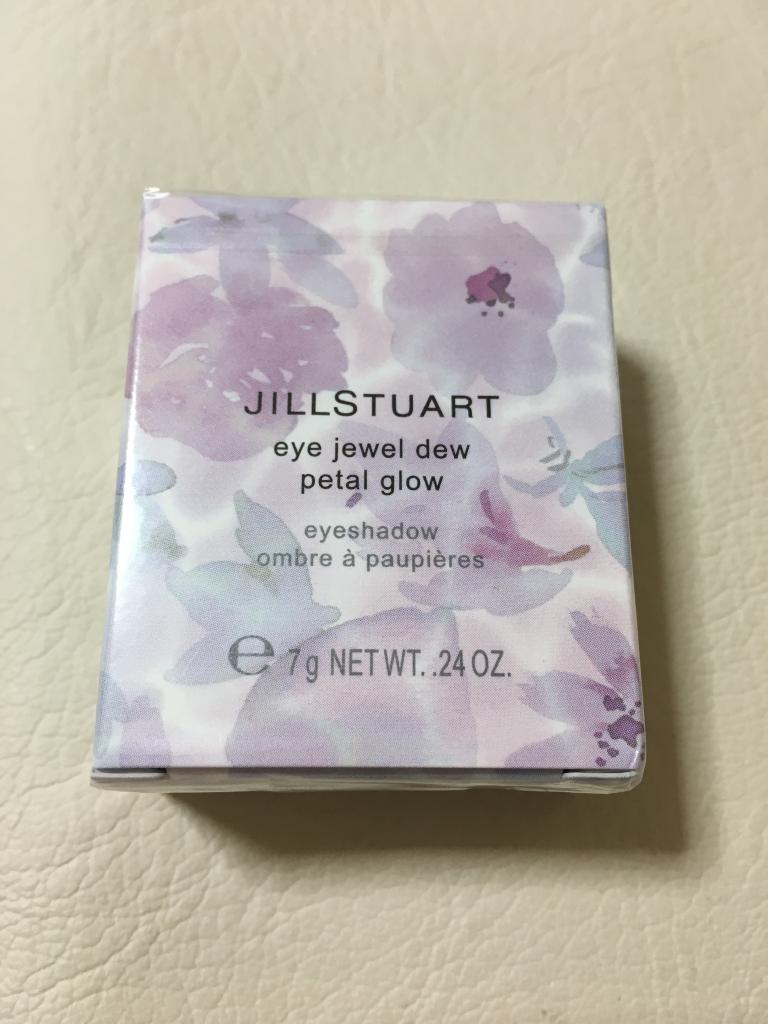 JILLSTUART
eye jewel dew
petal glow
eyeshadow
ombre à paupières
℮ 7g NET WT. .24 OZ.